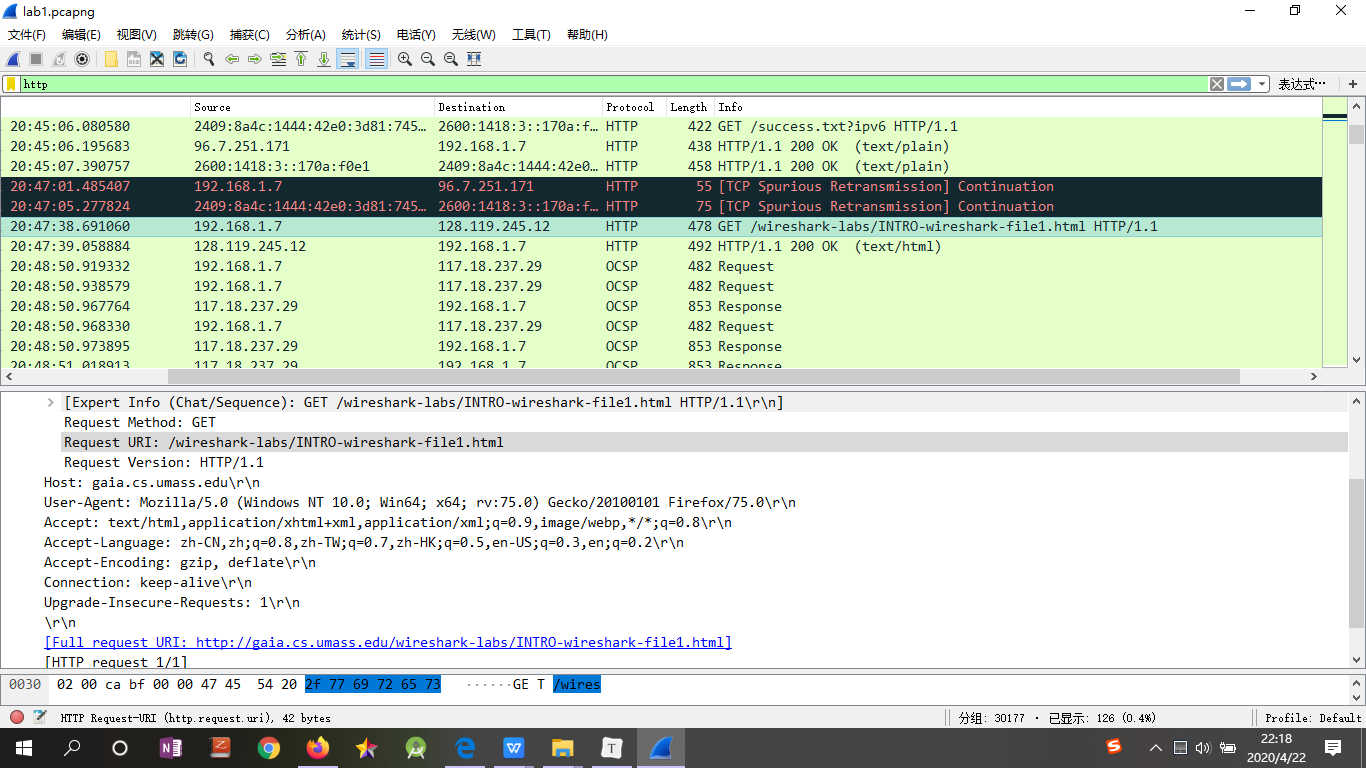 lab1.pcapng
文件(F) 编辑(E) 视图(V) 跳转(G) 捕获(C) 分析(A) 统计(S) 电话(Y) 无线(W) 工具(T) 帮助(H)
http 表达式… +
Source Destination Protocol Length Info
20:45:06.080580 2409:8a4c:1444:42e0:3d81:745… 2600:1418:3::170a:f… HTTP 422 GET /success.txt?ipv6 HTTP/1.1
20:45:06.195683 96.7.251.171 192.168.1.7 HTTP 438 HTTP/1.1 200 OK (text/plain)
20:45:07.390757 2600:1418:3::170a:f0e1 2409:8a4c:1444:42e0… HTTP 458 HTTP/1.1 200 OK (text/plain)
20:47:01.485407 192.168.1.7 96.7.251.171 HTTP 55 [TCP Spurious Retransmission] Continuation
20:47:05.277824 2409:8a4c:1444:42e0:3d81:745… 2600:1418:3::170a:f… HTTP 75 [TCP Spurious Retransmission] Continuation
20:47:38.691060 192.168.1.7 128.119.245.12 HTTP 478 GET /wireshark-labs/INTRO-wireshark-file1.html HTTP/1.1
20:47:39.058884 128.119.245.12 192.168.1.7 HTTP 492 HTTP/1.1 200 OK (text/html)
20:48:50.919332 192.168.1.7 117.18.237.29 OCSP 482 Request
20:48:50.938579 192.168.1.7 117.18.237.29 OCSP 482 Request
20:48:50.967764 117.18.237.29 192.168.1.7 OCSP 853 Response
20:48:50.968330 192.168.1.7 117.18.237.29 OCSP 482 Request
20:48:50.973895 117.18.237.29 192.168.1.7 OCSP 853 Response
20:48:51.018913 117.18.237.29 192.168.1.7 OCSP 853 Response
[Expert Info (Chat/Sequence): GET /wireshark-labs/INTRO-wireshark-file1.html HTTP/1.1\r\n]
Request Method: GET
Request URI: /wireshark-labs/INTRO-wireshark-file1.html
Request Version: HTTP/1.1
Host: gaia.cs.umass.edu\r\n
User-Agent: Mozilla/5.0 (Windows NT 10.0; Win64; x64; rv:75.0) Gecko/20100101 Firefox/75.0\r\n
Accept: text/html,application/xhtml+xml,application/xml;q=0.9,image/webp,*/*;q=0.8\r\n
Accept-Language: zh-CN,zh;q=0.8,zh-TW;q=0.7,zh-HK;q=0.5,en-US;q=0.3,en;q=0.2\r\n
Accept-Encoding: gzip, deflate\r\n
Connection: keep-alive\r\n
Upgrade-Insecure-Requests: 1\r\n
\r\n
[Full request URI: http://gaia.cs.umass.edu/wireshark-labs/INTRO-wireshark-file1.html]
[HTTP request 1/1]
0030 02 00 ca bf 00 00 47 45 54 20 2f 77 69 72 65 73 ······GE T /wires
HTTP Request-URI (http.request.uri), 42 bytes 分组: 30177 · 已显示: 126 (0.4%) Profile: Default
22:18
2020/4/22